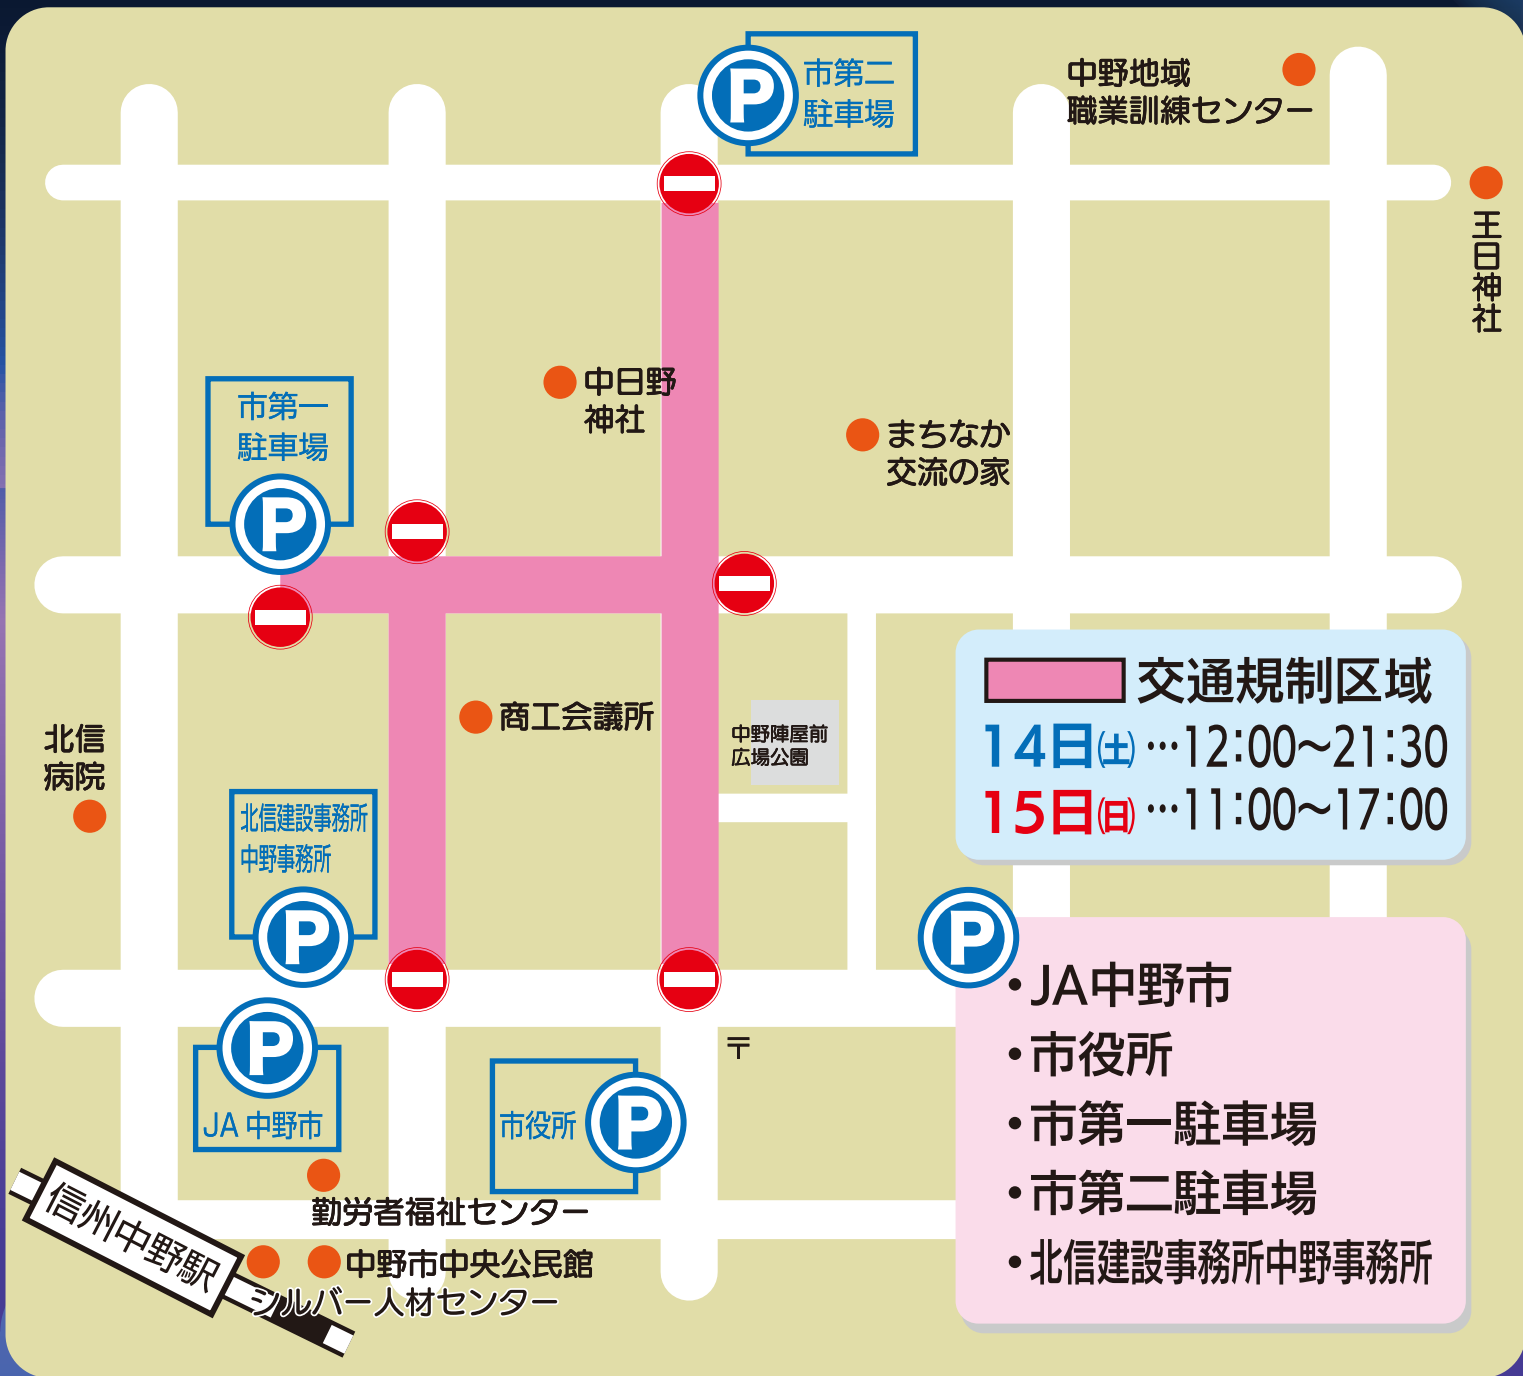 P
市第二
駐車場
中野地域
職業訓練センター
王日神社
中日野
神社
市第一
駐車場
P
まちなか
交流の家
交通規制区域
14日(土)…12:00〜21:30
15日(日)…11:00〜17:00
商工会議所
中野陣屋前
広場公園
北信
病院
北信建設事務所
中野事務所
P
P
・JA中野市
・市役所
・市第一駐車場
・市第二駐車場
・北信建設事務所中野事務所
P
JA 中野市
〒
市役所
P
勤労者福祉センター
信州中野駅
中野市中央公民館
シルバー人材センター